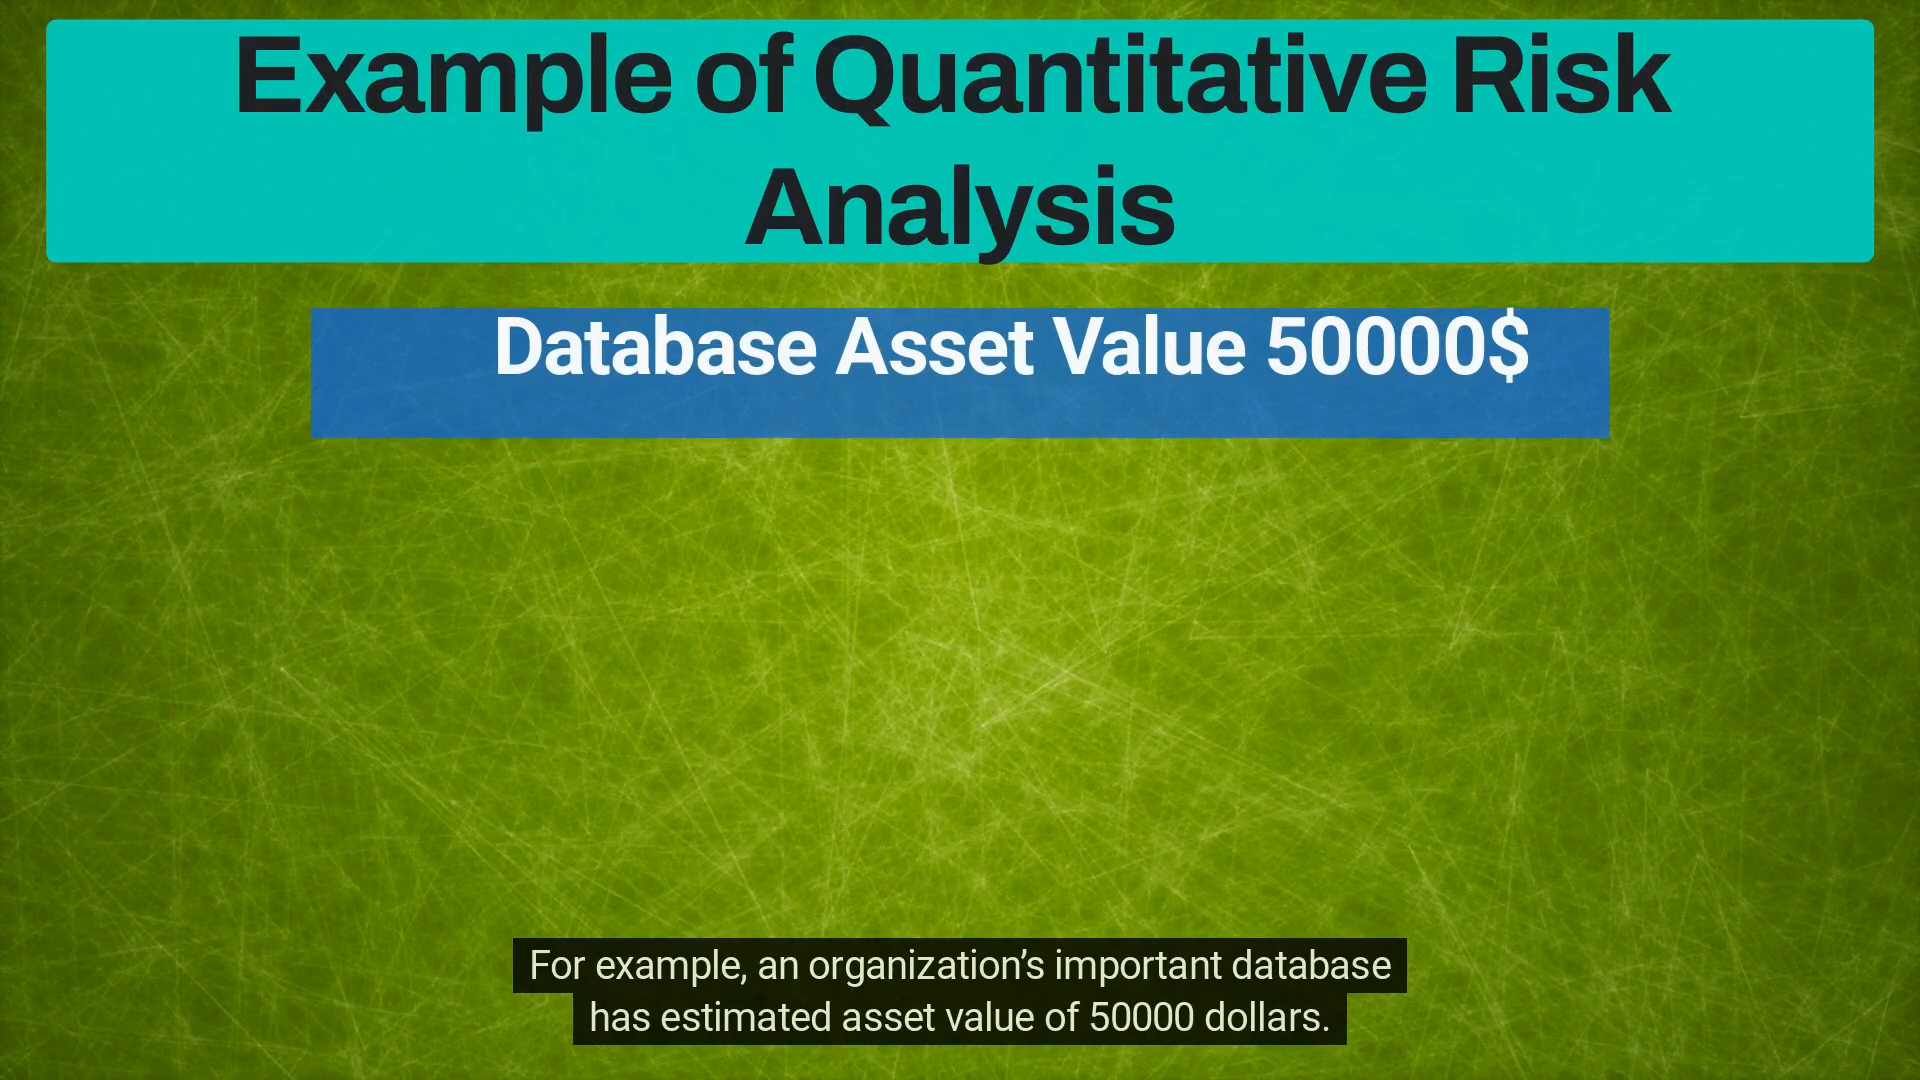 Example of Quantitative Risk
Analysis
Database Asset Value 50000$
For example, an organization’s important database
has estimated asset value of 50000 dollars.